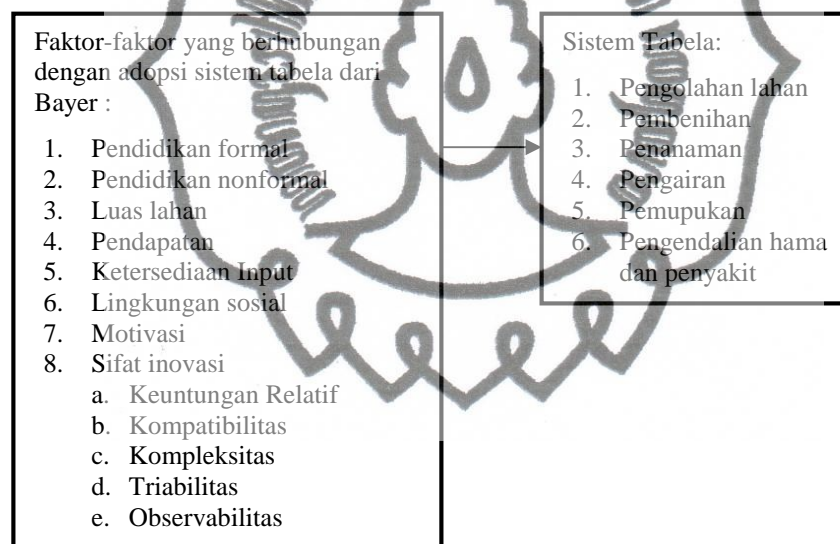 Faktor-faktor yang berhubungan
dengan adopsi sistem tabela dari
Bayer :
1. Pendidikan formal
2. Pendidikan nonformal
3. Luas lahan
4. Pendapatan
5. Ketersediaan Input
6. Lingkungan sosial
7. Motivasi
8. Sifat inovasi
a. Keuntungan Relatif
b. Kompatibilitas
c. Kompleksitas
d. Triabilitas
e. Observabilitas
Sistem Tabela:
1. Pengolahan lahan
2. Pembenihan
3. Penanaman
4. Pengairan
5. Pemupukan
6. Pengendalian hama
dan penyakit